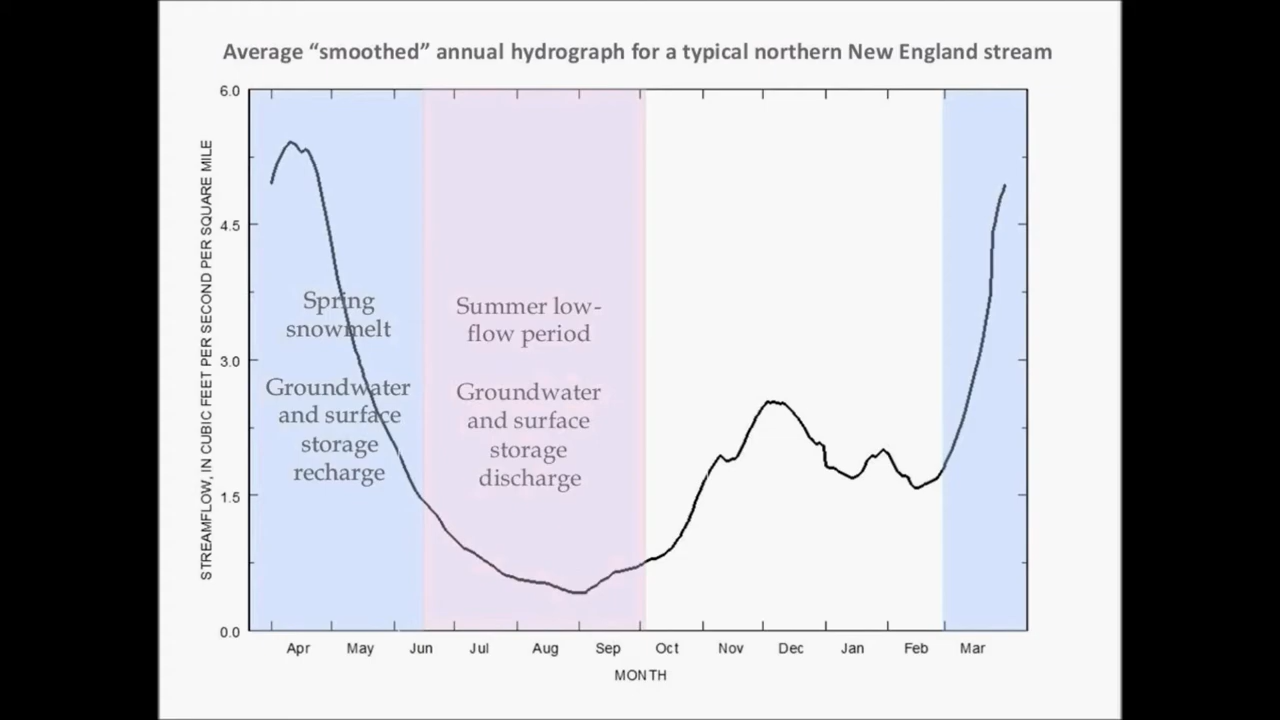 Average “smoothed” annual hydrograph for a typical northern New England stream
STREAMFLOW, IN CUBIC FEET PER SECOND PER SQUARE MILE
6.0
4.5
3.0
1.5
0.0
Spring
snowmelt
Groundwater
and surface
storage
recharge
Summer low-
flow period
Groundwater
and surface
storage
discharge
Apr May Jun Jul Aug Sep Oct Nov Dec Jan Feb Mar
MONTH